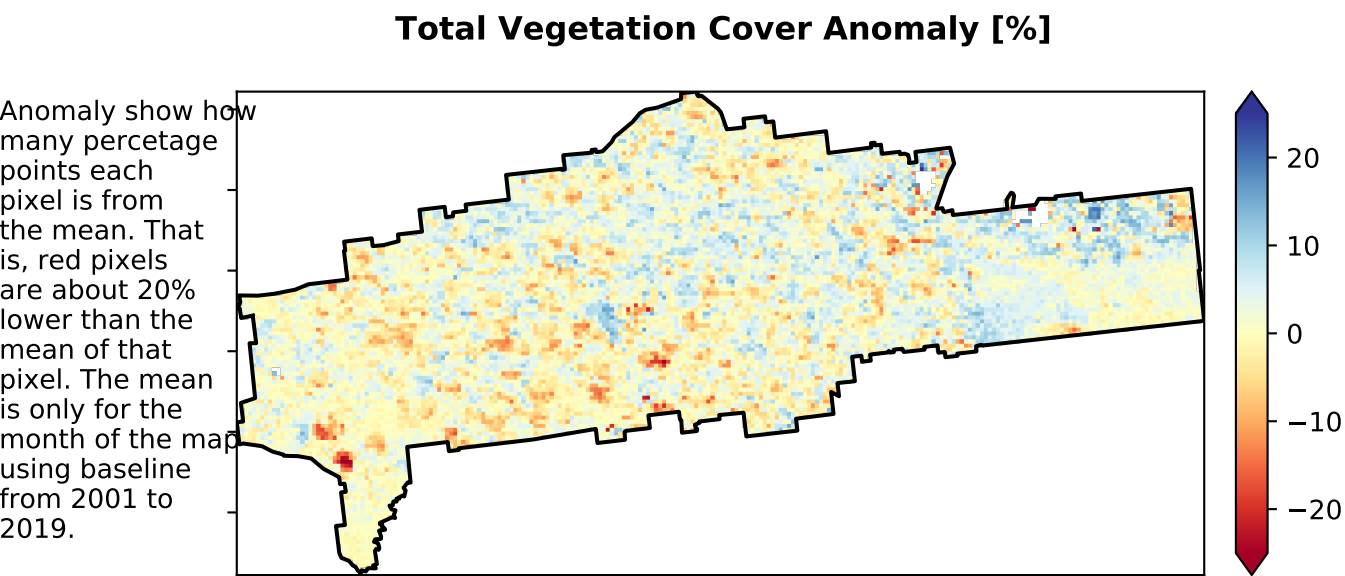 Total Vegetation Cover Anomaly [%]
Anomaly show how
many percetage
points each
pixel is from
the mean. That
is, red pixels
are about 20%
lower than the
mean of that
pixel. The mean
is only for the
month of the map
using baseline
from 2001 to
2019.
20
10
0
−10
−20